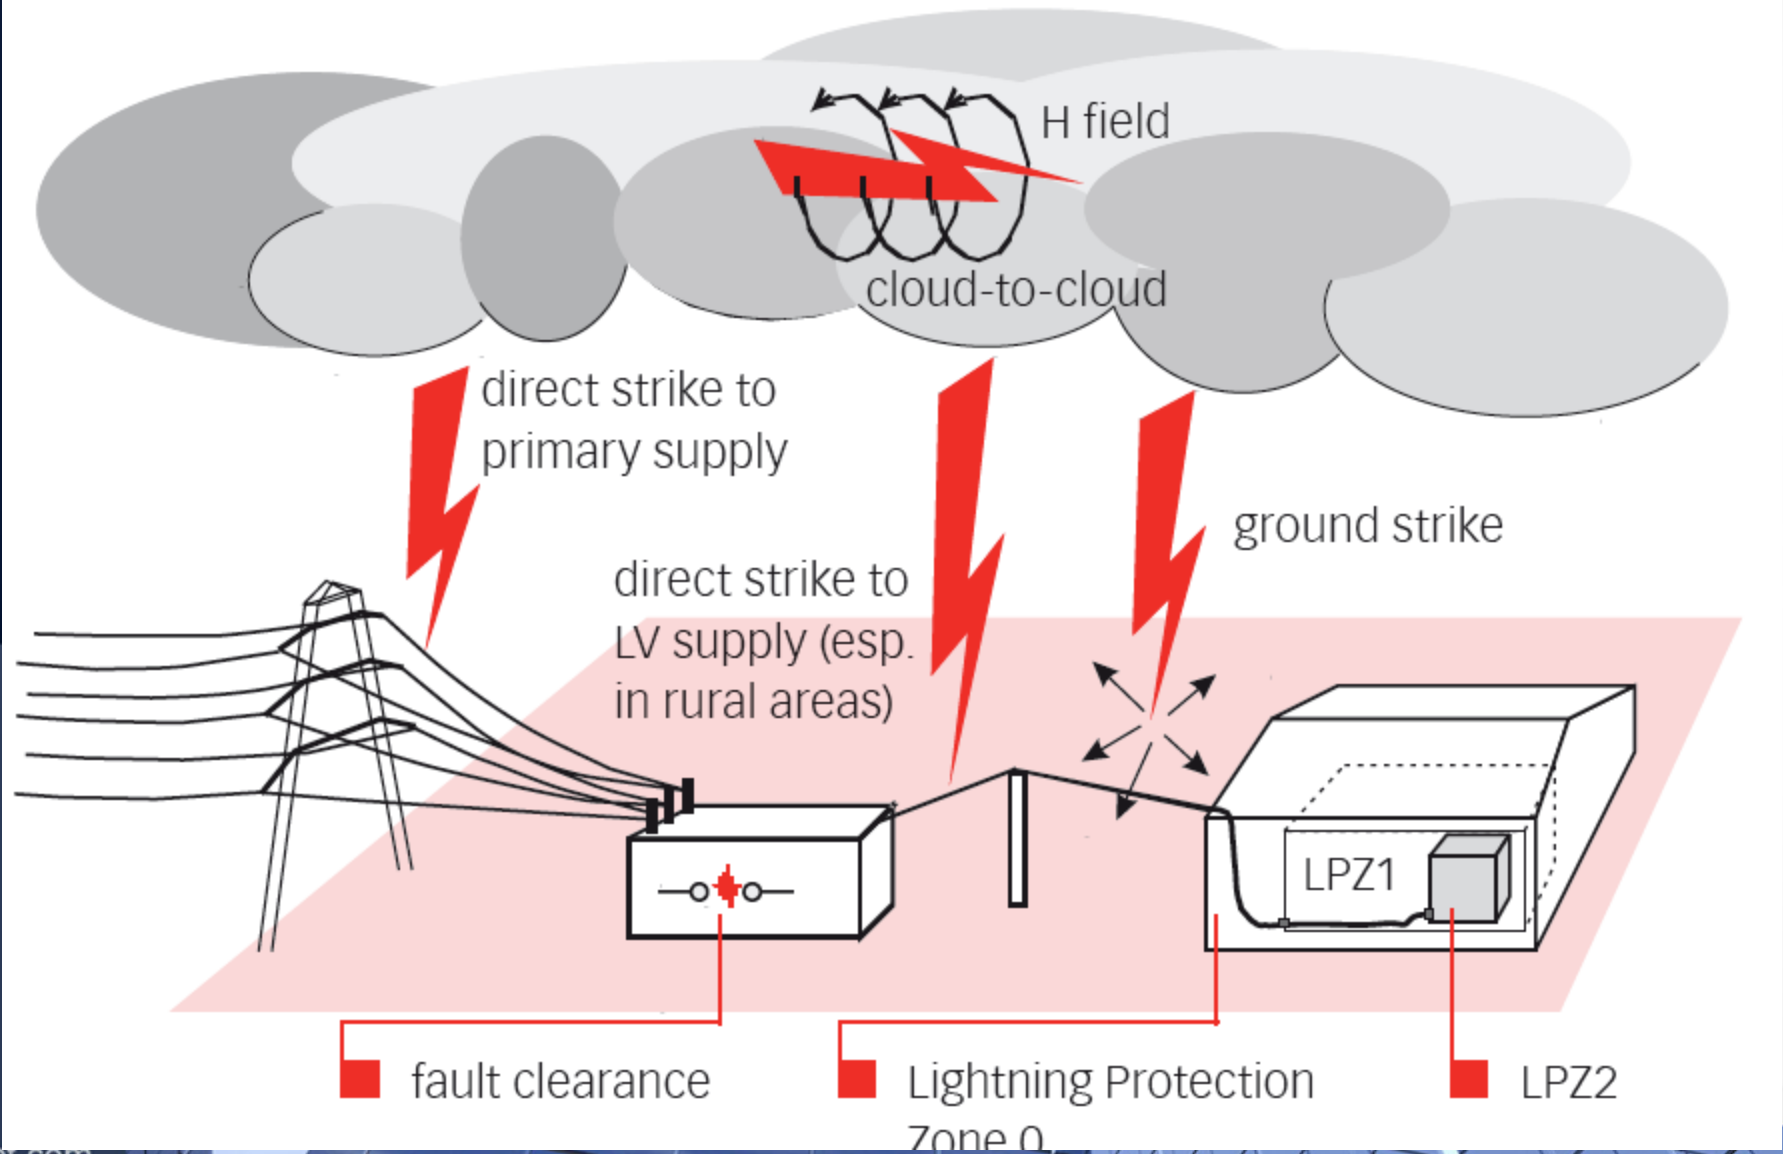 H field
cloud-to-cloud
direct strike to
primary supply
ground strike
direct strike to
LV supply (esp.
in rural areas)
LPZ1
fault clearance
Lightning Protection
Zone 0
LPZ2